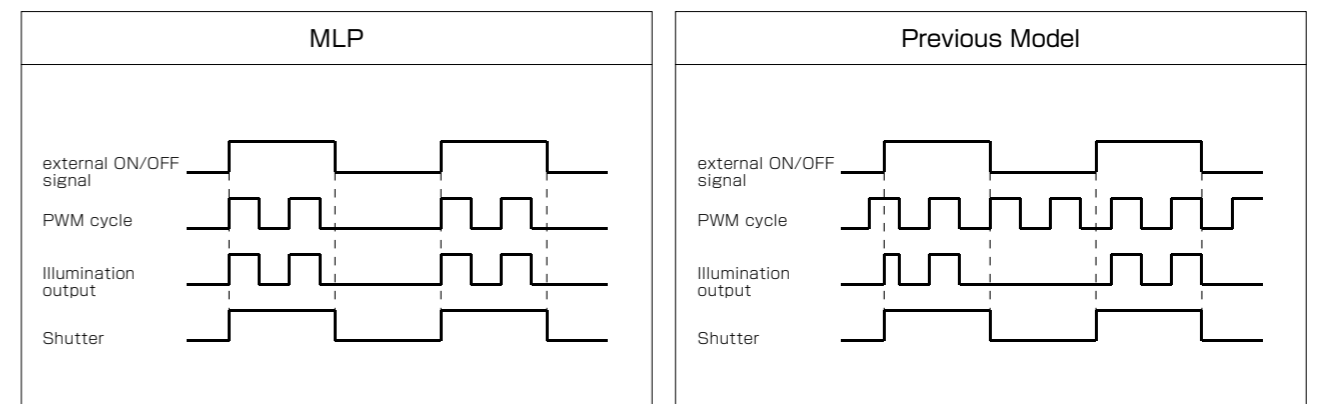 MLP
external ON/OFF
signal
PWM cycle
Illumination
output
Shutter
Previous Model
external ON/OFF
signal
PWM cycle
Illumination
output
Shutter